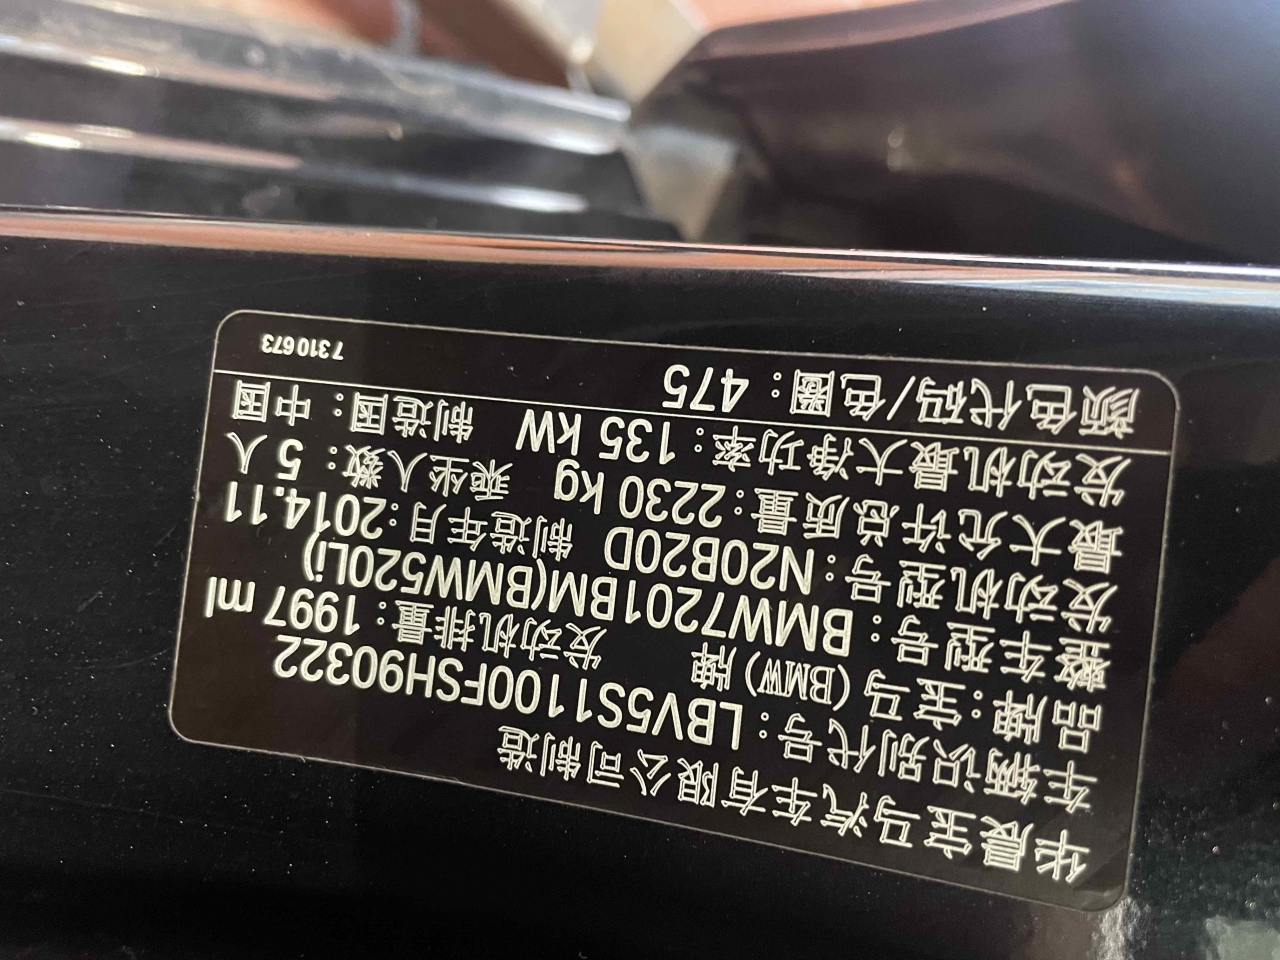 华晨宝马汽车有限公司制造
车辆识别代号：LBV5S1100FSH90322
品牌：宝马（BMW）牌 发动机排量：1997 ml
整车型号：BMW7201BM(BMW520Li)
发动机型号：N20B20D 制造年月：2014.11
最大允许总质量：2230 kg 乘坐人数：5 人
发动机最大净功率：135 kW 制造国：中国
颜色代码/色圈：475
7310673